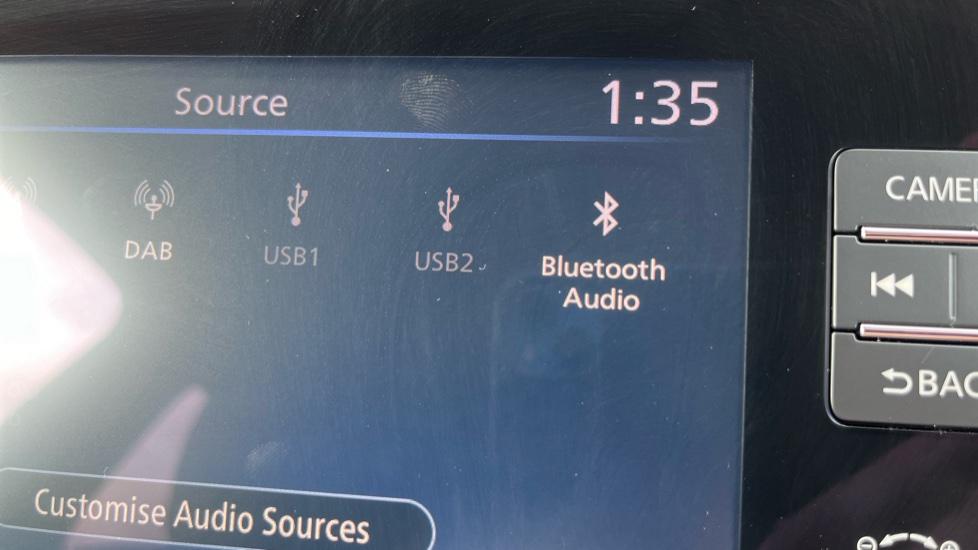 Source
1:35
DAB
USB1
USB2
Bluetooth
Audio
Customise Audio Sources